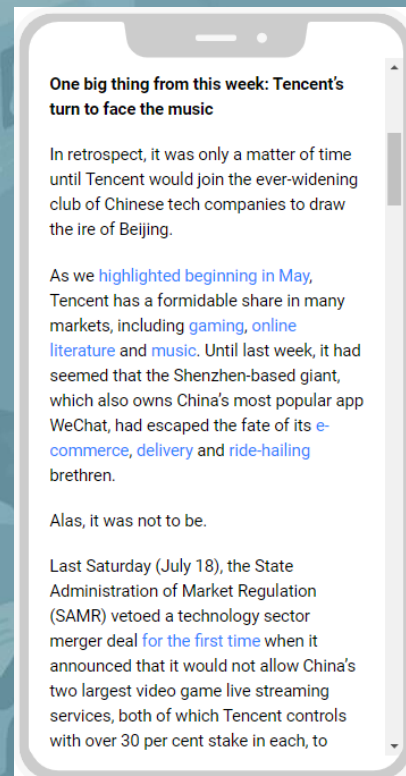 One big thing from this week: Tencent's
turn to face the music
In retrospect, it was only a matter of time
until Tencent would join the ever-widening
club of Chinese tech companies to draw
the ire of Beijing.
As we highlighted beginning in May,
Tencent has a formidable share in many
markets, including gaming, online
literature and music. Until last week, it had
seemed that the Shenzhen-based giant,
which also owns China's most popular app
WeChat, had escaped the fate of its e-
commerce, delivery and ride-hailing
brethren.
Alas, it was not to be.
Last Saturday (July 18), the State
Administration of Market Regulation
(SAMR) vetoed a technology sector
merger deal for the first time when it
announced that it would not allow China's
two largest video game live streaming
services, both of which Tencent controls
with over 30 per cent stake in each, to